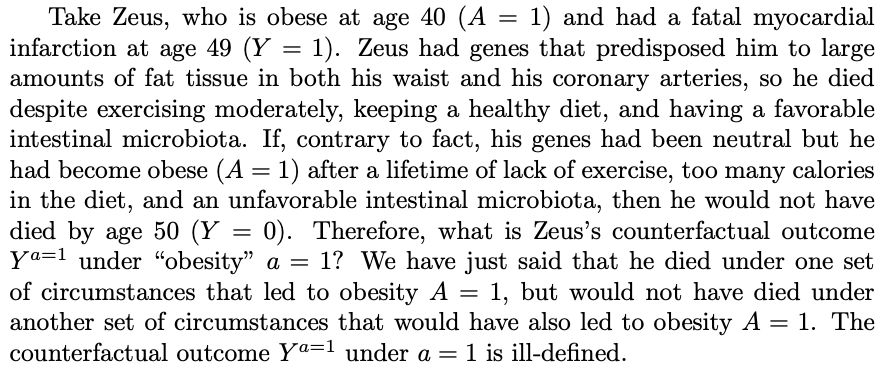 Take Zeus, who is obese at age 40 (A = 1) and had a fatal myocardial
infarction at age 49 (Y = 1). Zeus had genes that predisposed him to large
amounts of fat tissue in both his waist and his coronary arteries, so he died
despite exercising moderately, keeping a healthy diet, and having a favorable
intestinal microbiota. If, contrary to fact, his genes had been neutral but he
had become obese (A = 1) after a lifetime of lack of exercise, too many calories
in the diet, and an unfavorable intestinal microbiota, then he would not have
died by age 50 (Y = 0). Therefore, what is Zeus’s counterfactual outcome
Yᵃ⁼¹ under “obesity” a = 1? We have just said that he died under one set
of circumstances that led to obesity A = 1, but would not have died under
another set of circumstances that would have also led to obesity A = 1. The
counterfactual outcome Yᵃ⁼¹ under a = 1 is ill-defined.